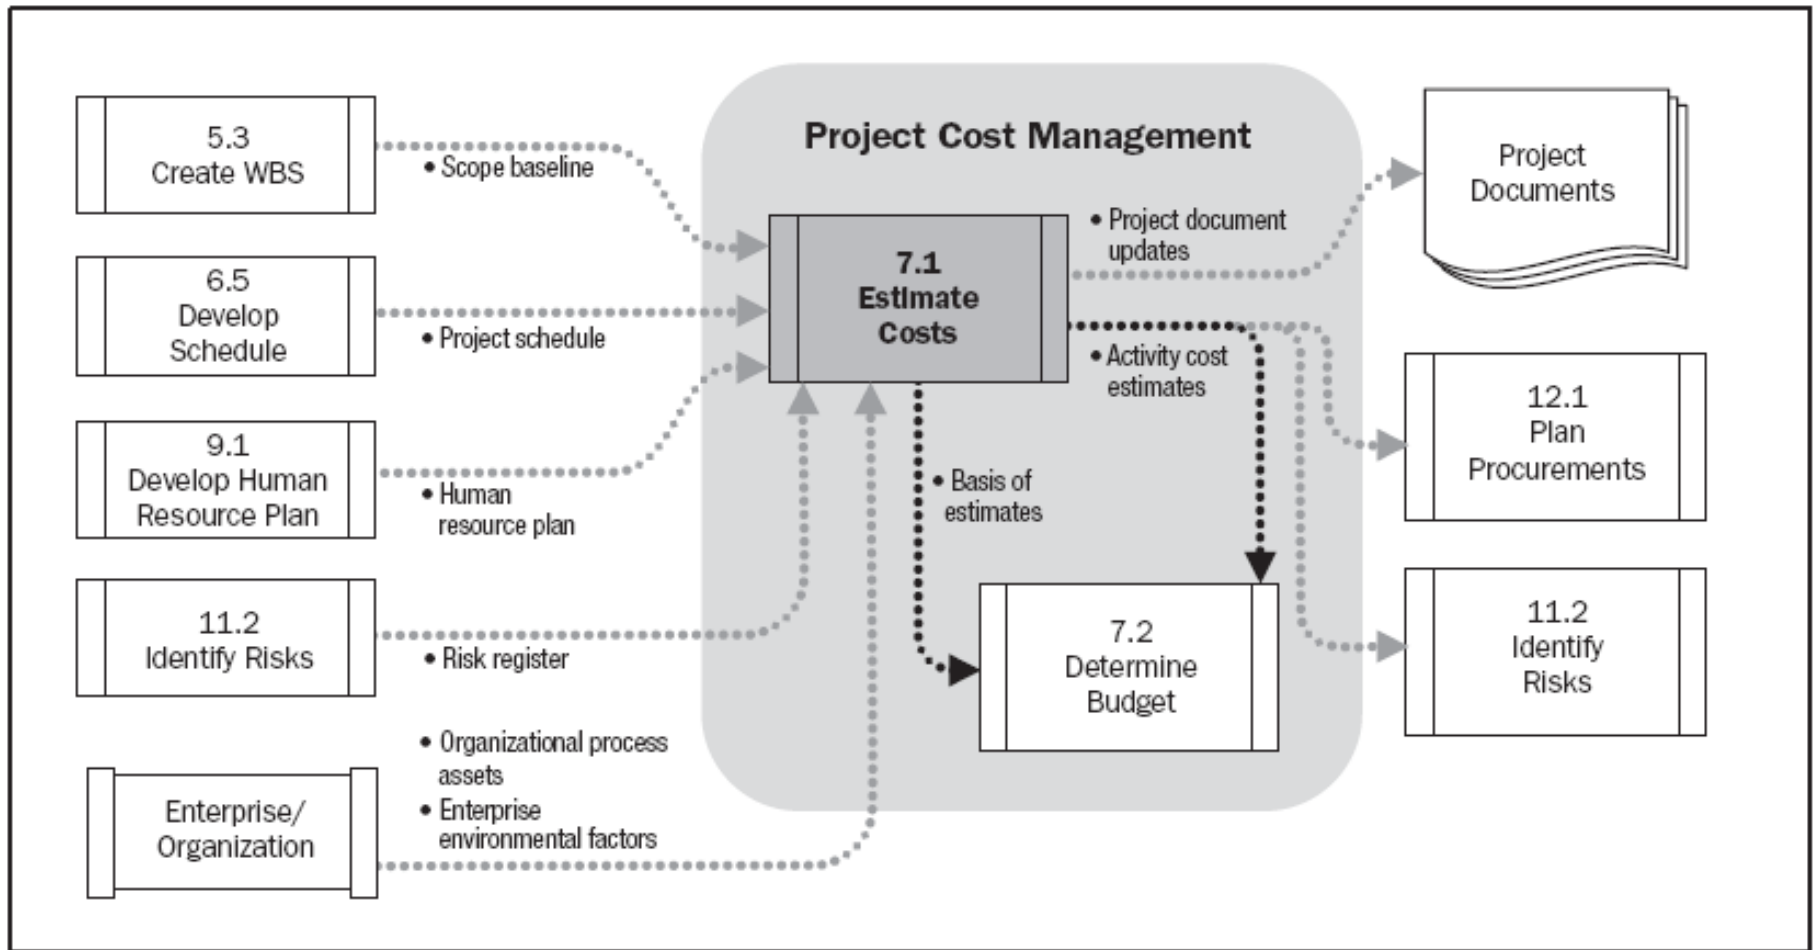 Project Cost Management
5.3
Create WBS
• Scope baseline
6.5
Develop
Schedule
• Project schedule
9.1
Develop Human
Resource Plan
• Human
resource plan
11.2
Identify Risks
• Risk register
Enterprise/
Organization
• Organizational process
assets
• Enterprise
environmental factors
7.1
Estimate
Costs
• Project document
updates
• Activity cost
estimates
• Basis of
estimates
7.2
Determine
Budget
Project
Documents
12.1
Plan
Procurements
11.2
Identify
Risks